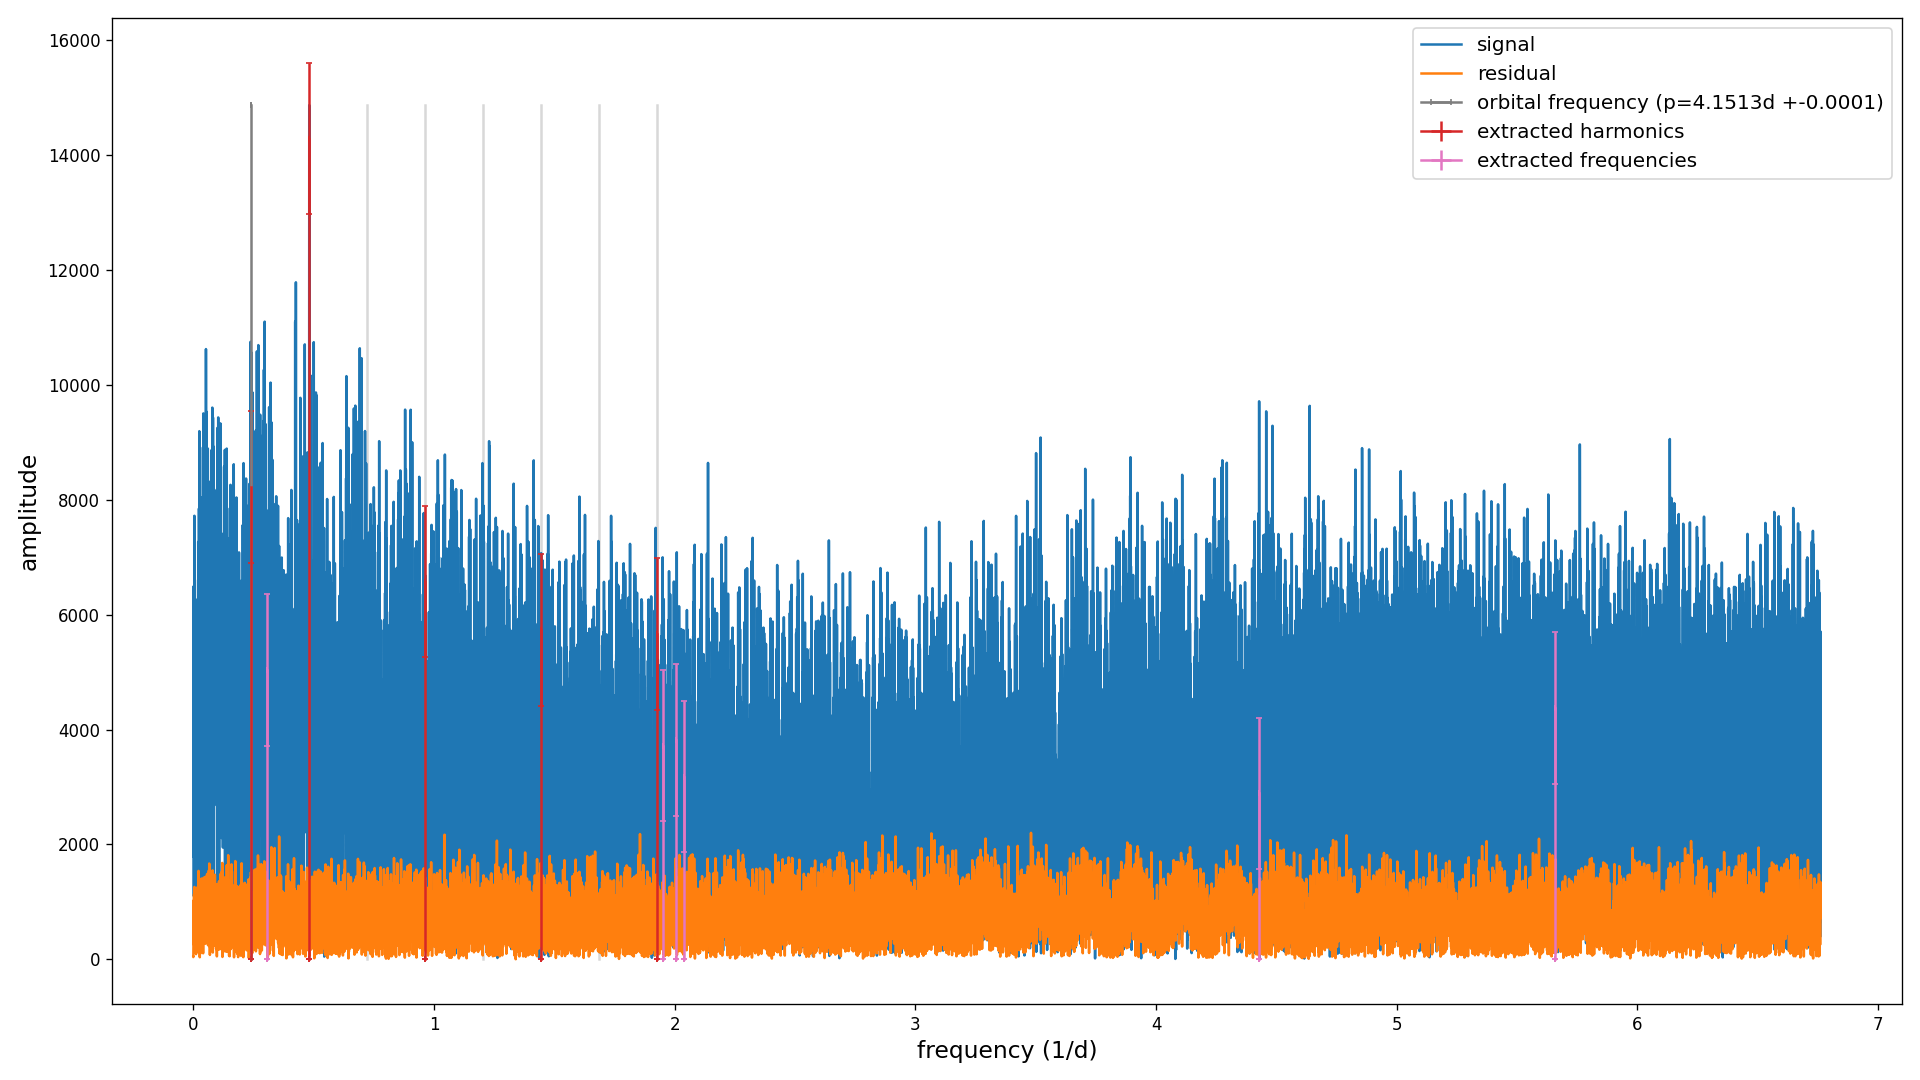 16000
14000
12000
10000
8000
6000
4000
2000
0
amplitude
0 1 2 3 4 5 6 7
frequency (1/d)
signal
residual
orbital frequency (p=4.1513d +-0.0001)
extracted harmonics
extracted frequencies